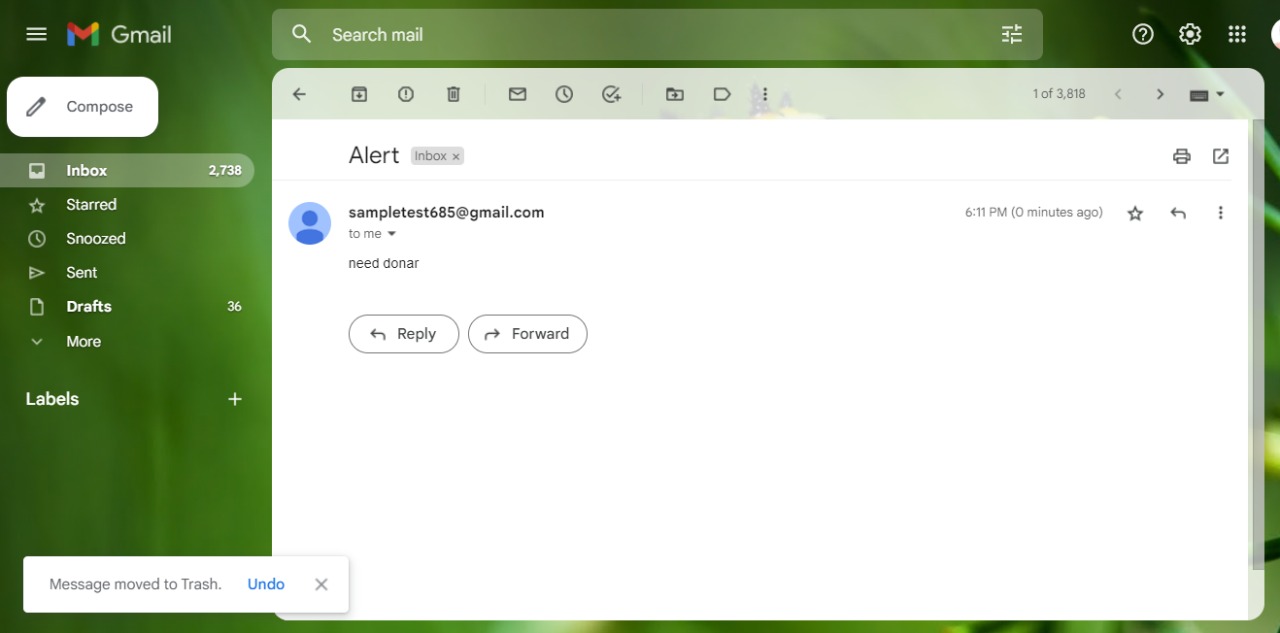 Gmail
Search mail
Compose
1 of 3,818
Inbox 2,738
Starred
Snoozed
Sent
Drafts 36
More
Labels
Alert Inbox ×
sampletest685@gmail.com 6:11 PM (0 minutes ago)
to me
need donar
Reply Forward
Message moved to Trash. Undo